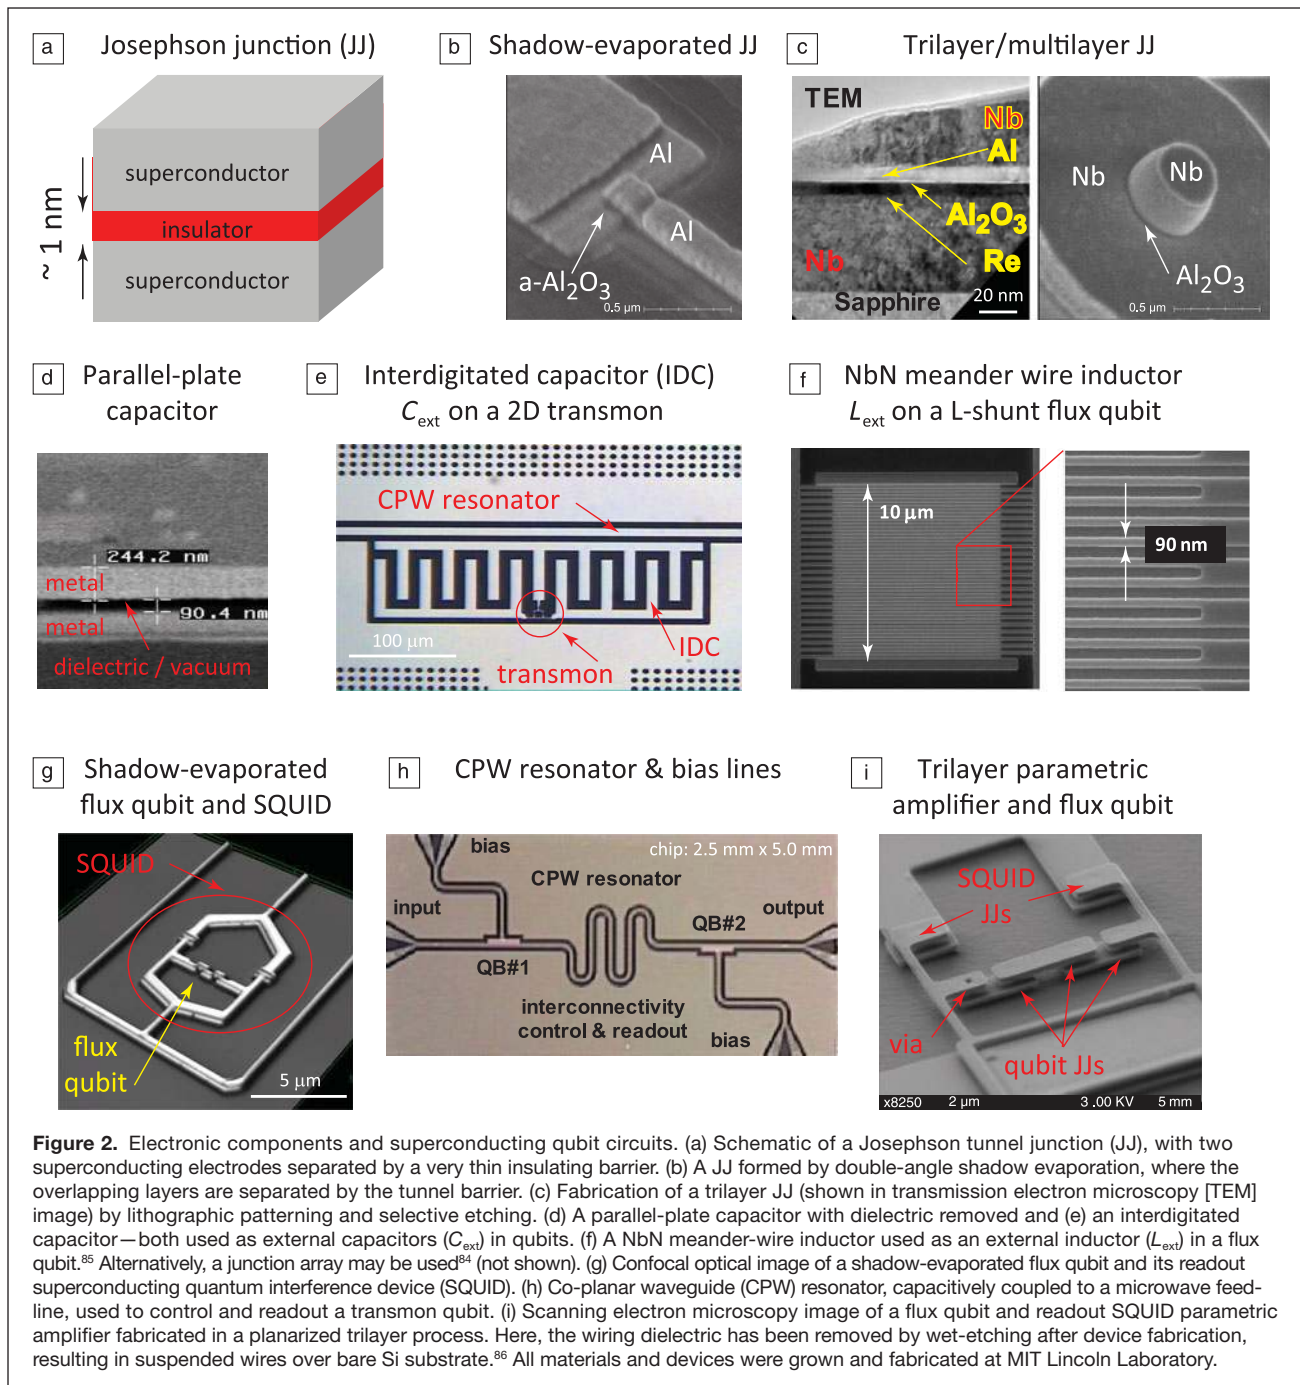 a Josephson junction (JJ)
superconductor
insulator
superconductor
~ 1 nm
b Shadow-evaporated JJ
Al
Al
a-Al₂O₃
0.5 µm
c Trilayer/multilayer JJ
TEM
Nb
Al
Al₂O₃
Nb
Re
Sapphire
20 nm
Nb
Nb
Al₂O₃
0.5 µm
d Parallel-plate
capacitor
244.2 nm
metal
90.4 nm
metal
dielectric / vacuum
e Interdigitated capacitor (IDC)
Cext on a 2D transmon
CPW resonator
100 µm
IDC
transmon
f NbN meander wire inductor
Lext on a L-shunt flux qubit
10 µm
90 nm
g Shadow-evaporated
flux qubit and SQUID
SQUID
flux
qubit
5 µm
h CPW resonator & bias lines
bias
chip: 2.5 mm x 5.0 mm
CPW resonator
input
QB#2
output
QB#1
interconnectivity
control & readout
bias
i Trilayer parametric
amplifier and flux qubit
SQUID
JJs
via
qubit JJs
x8250 2 µm 3.00 KV 5 mm
Figure 2. Electronic components and superconducting qubit circuits. (a) Schematic of a Josephson tunnel junction (JJ), with two
superconducting electrodes separated by a very thin insulating barrier. (b) A JJ formed by double-angle shadow evaporation, where the
overlapping layers are separated by the tunnel barrier. (c) Fabrication of a trilayer JJ (shown in transmission electron microscopy [TEM]
image) by lithographic patterning and selective etching. (d) A parallel-plate capacitor with dielectric removed and (e) an interdigitated
capacitor—both used as external capacitors (Cext) in qubits. (f) A NbN meander-wire inductor used as an external inductor (Lext) in a flux
qubit.⁸⁵ Alternatively, a junction array may be used⁸⁴ (not shown). (g) Confocal optical image of a shadow-evaporated flux qubit and its readout
superconducting quantum interference device (SQUID). (h) Co-planar waveguide (CPW) resonator, capacitively coupled to a microwave feed-
line, used to control and readout a transmon qubit. (i) Scanning electron microscopy image of a flux qubit and readout SQUID parametric
amplifier fabricated in a planarized trilayer process. Here, the wiring dielectric has been removed by wet-etching after device fabrication,
resulting in suspended wires over bare Si substrate.⁸⁶ All materials and devices were grown and fabricated at MIT Lincoln Laboratory.